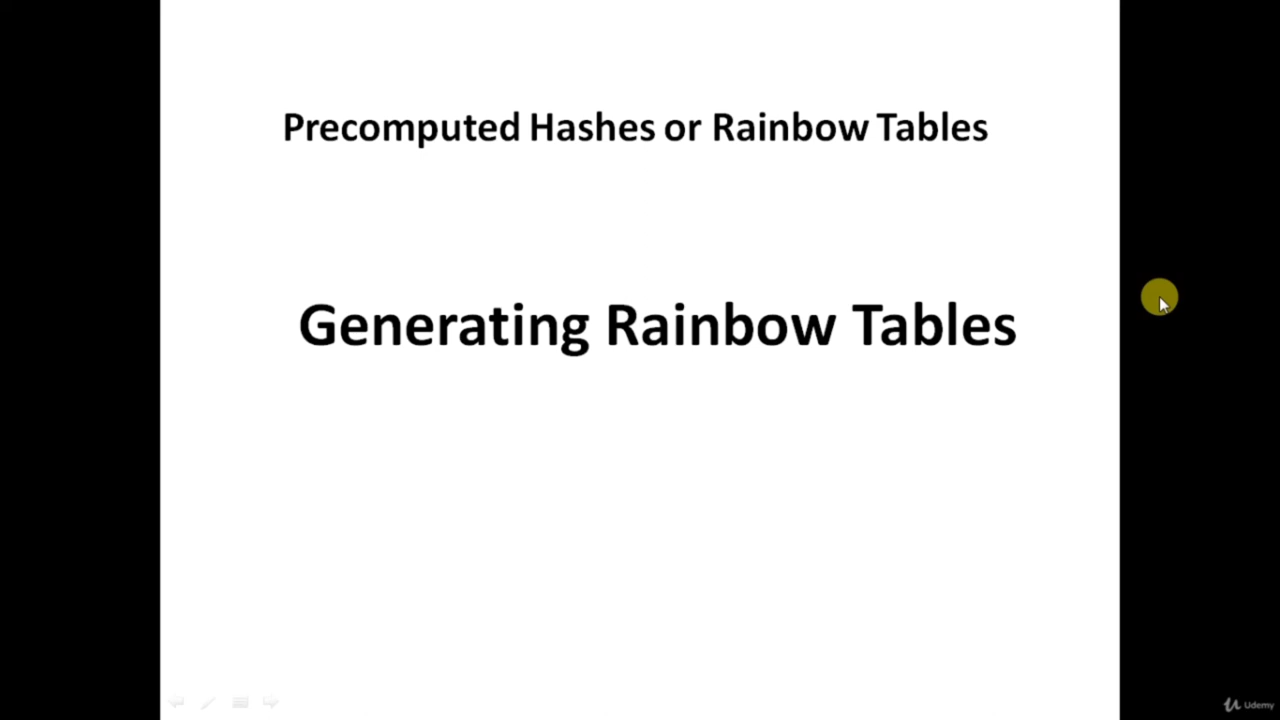 Precomputed Hashes or Rainbow Tables
Generating Rainbow Tables
Udemy